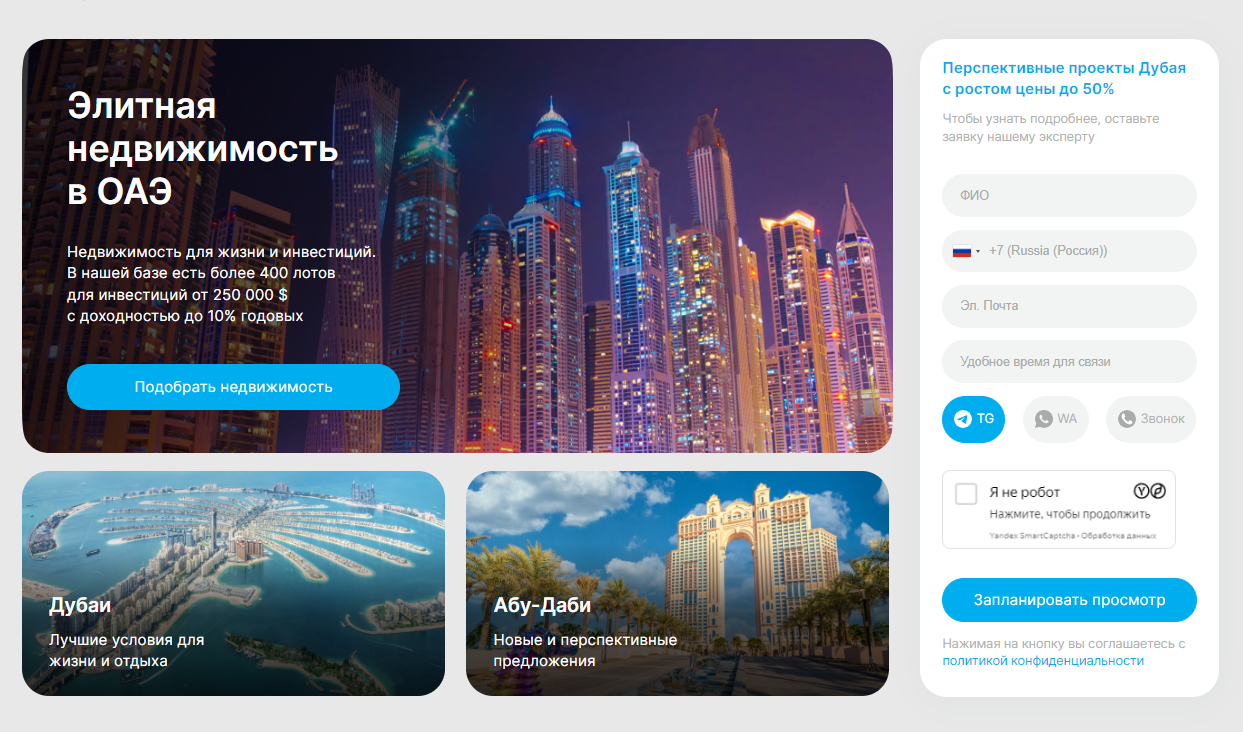 Элитная
недвижимость
в ОАЭ
Недвижимость для жизни и инвестиций.
В нашей базе есть более 400 лотов
для инвестиций от 250 000 $
с доходностью до 10% годовых
Подобрать недвижимость
Дубаи
Лучшие условия для
жизни и отдыха
Абу-Даби
Новые и перспективные
предложения
Перспективные проекты Дубая
с ростом цены до 50%
Чтобы узнать подробнее, оставьте
заявку нашему эксперту
ФИО
+7 (Russia (Россия))
Эл. Почта
Удобное время для связи
TG
WA
Звонок
Я не робот
Нажмите, чтобы продолжить
Yandex SmartCaptcha • Обработка данных
Запланировать просмотр
Нажимая на кнопку вы соглашаетесь с
политикой конфиденциальности